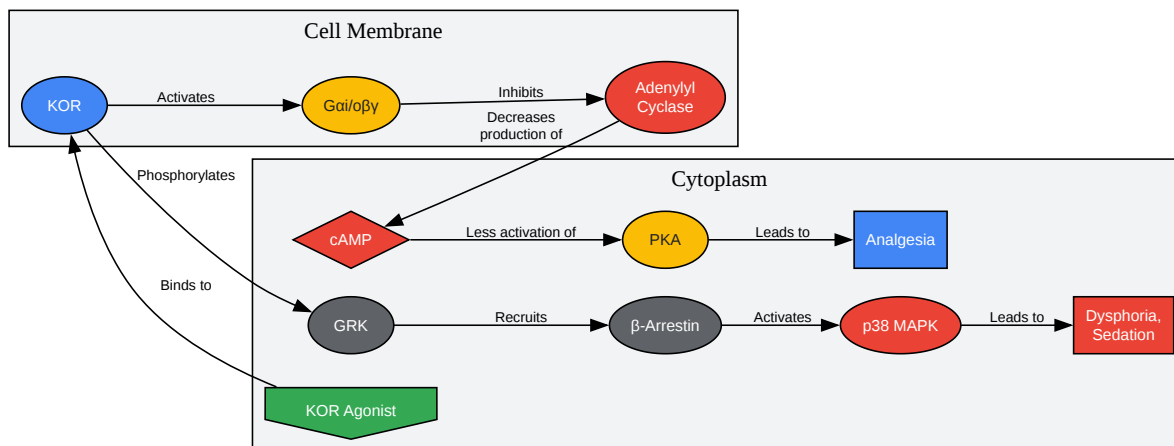 Cell Membrane
KOR
Activates
Gαi/oβγ
Inhibits
Adenylyl
Cyclase
Decreases
production of
Phosphorylates
Cytoplasm
cAMP
Less activation of
PKA
Leads to
Analgesia
Binds to
GRK
Recruits
β-Arrestin
Activates
p38 MAPK
Leads to
Dysphoria,
Sedation
KOR Agonist